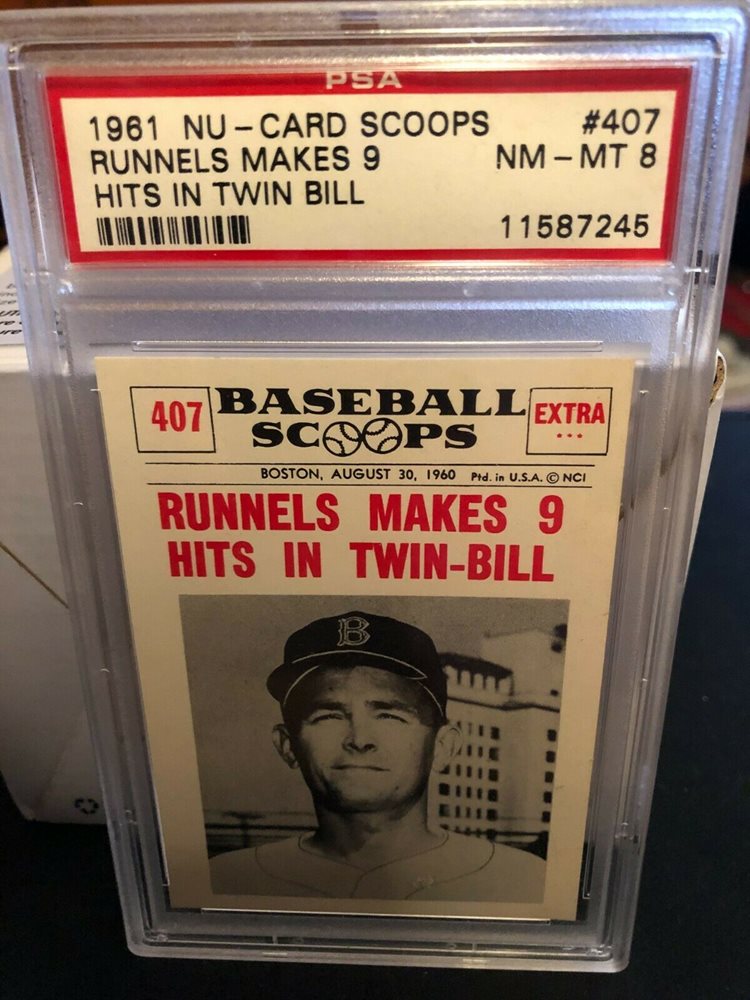 PSA
1961 NU-CARD SCOOPS #407
RUNNELS MAKES 9 NM-MT 8
HITS IN TWIN BILL
11587245
407 BASEBALL EXTRA
SCOOPS
BOSTON, AUGUST 30, 1960 Ptd. in U.S.A. © NCI
RUNNELS MAKES 9
HITS IN TWIN-BILL
B